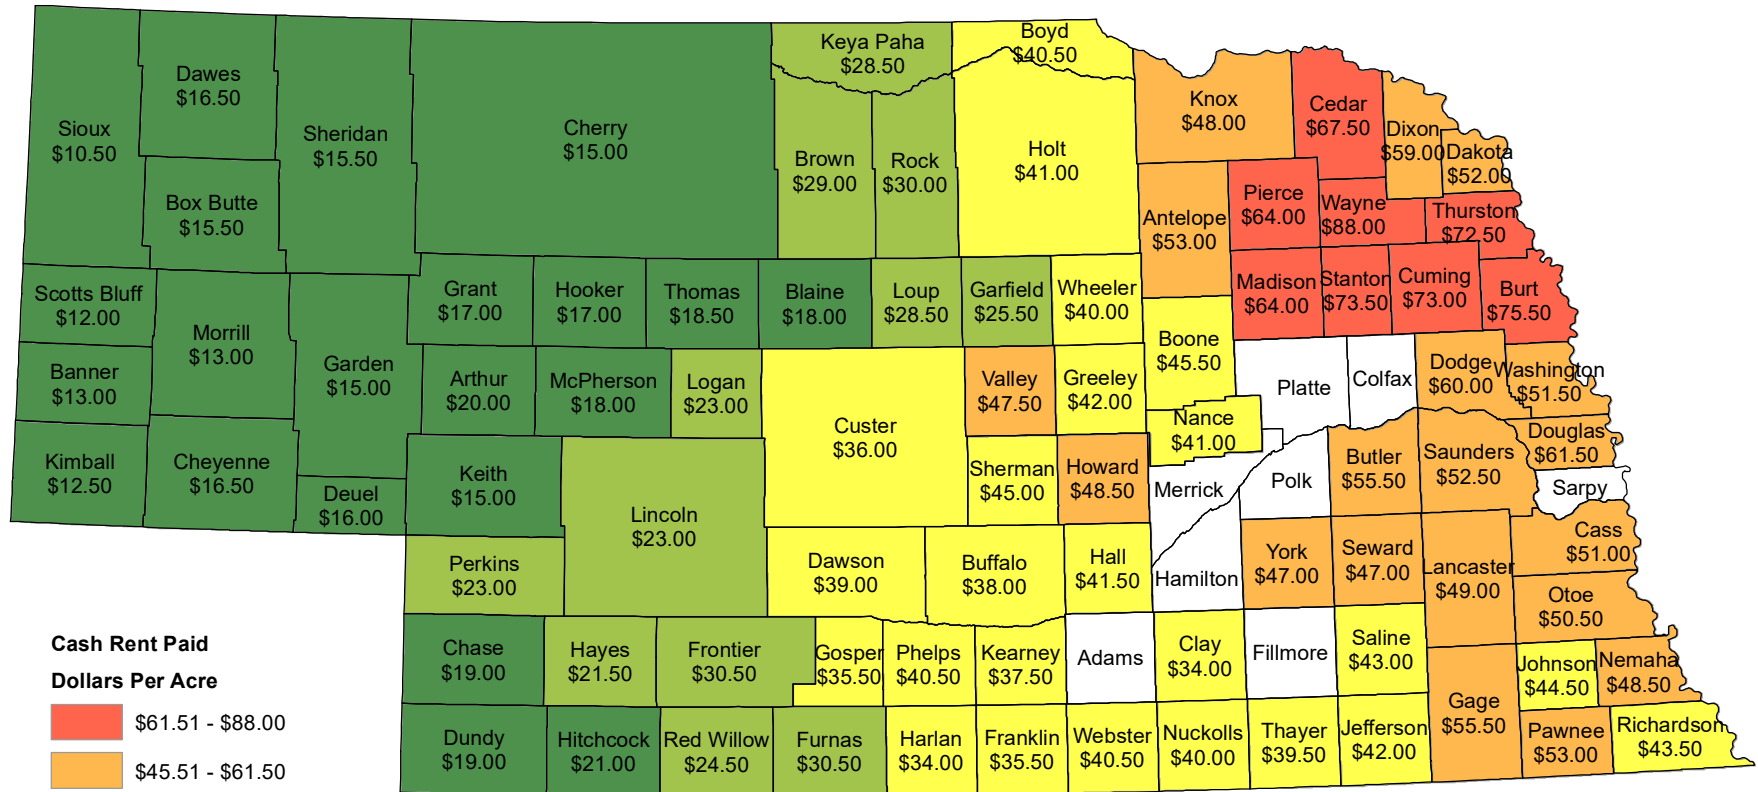 Boyd
$40.50
Keya Paha
$28.50
Dawes
$16.50
Knox
$48.00
Cedar
$67.50
Sioux
$10.50
Sheridan
$15.50
Cherry
$15.00
Dixon
$59.00
Dakota
$52.00
Brown
$29.00
Rock
$30.00
Holt
$41.00
Box Butte
$15.50
Antelope
$53.00
Pierce
$64.00
Wayne
$88.00
Thurston
$72.50
Scotts Bluff
$12.00
Morrill
$13.00
Grant
$17.00
Hooker
$17.00
Thomas
$18.50
Blaine
$18.00
Loup
$28.50
Garfield
$25.50
Wheeler
$40.00
Madison
$64.00
Stanton
$73.50
Cuming
$73.00
Burt
$75.50
Banner
$13.00
Garden
$15.00
Arthur
$20.00
McPherson
$18.00
Logan
$23.00
Custer
$36.00
Valley
$47.50
Greeley
$42.00
Boone
$45.50
Platte
Colfax
Dodge
$60.00
Washington
$51.50
Nance
$41.00
Douglas
$61.50
Kimball
$12.50
Cheyenne
$16.50
Deuel
$16.00
Keith
$15.00
Lincoln
$23.00
Sherman
$45.00
Howard
$48.50
Merrick
Polk
Butler
$55.50
Saunders
$52.50
Sarpy
Perkins
$23.00
Dawson
$39.00
Buffalo
$38.00
Hall
$41.50
Hamilton
York
$47.00
Seward
$47.00
Lancaster
$49.00
Cass
$51.00
Otoe
$50.50
Chase
$19.00
Hayes
$21.50
Frontier
$30.50
Gosper
$35.50
Phelps
$40.50
Kearney
$37.50
Adams
Clay
$34.00
Fillmore
Saline
$43.00
Gage
$55.50
Johnson
$44.50
Nemaha
$48.50
Dundy
$19.00
Hitchcock
$21.00
Red Willow
$24.50
Furnas
$30.50
Harlan
$34.00
Franklin
$35.50
Webster
$40.50
Nuckolls
$40.00
Thayer
$39.50
Jefferson
$42.00
Pawnee
$53.00
Richardson
$43.50
Cash Rent Paid
Dollars Per Acre
$61.51 - $88.00
$45.51 - $61.50